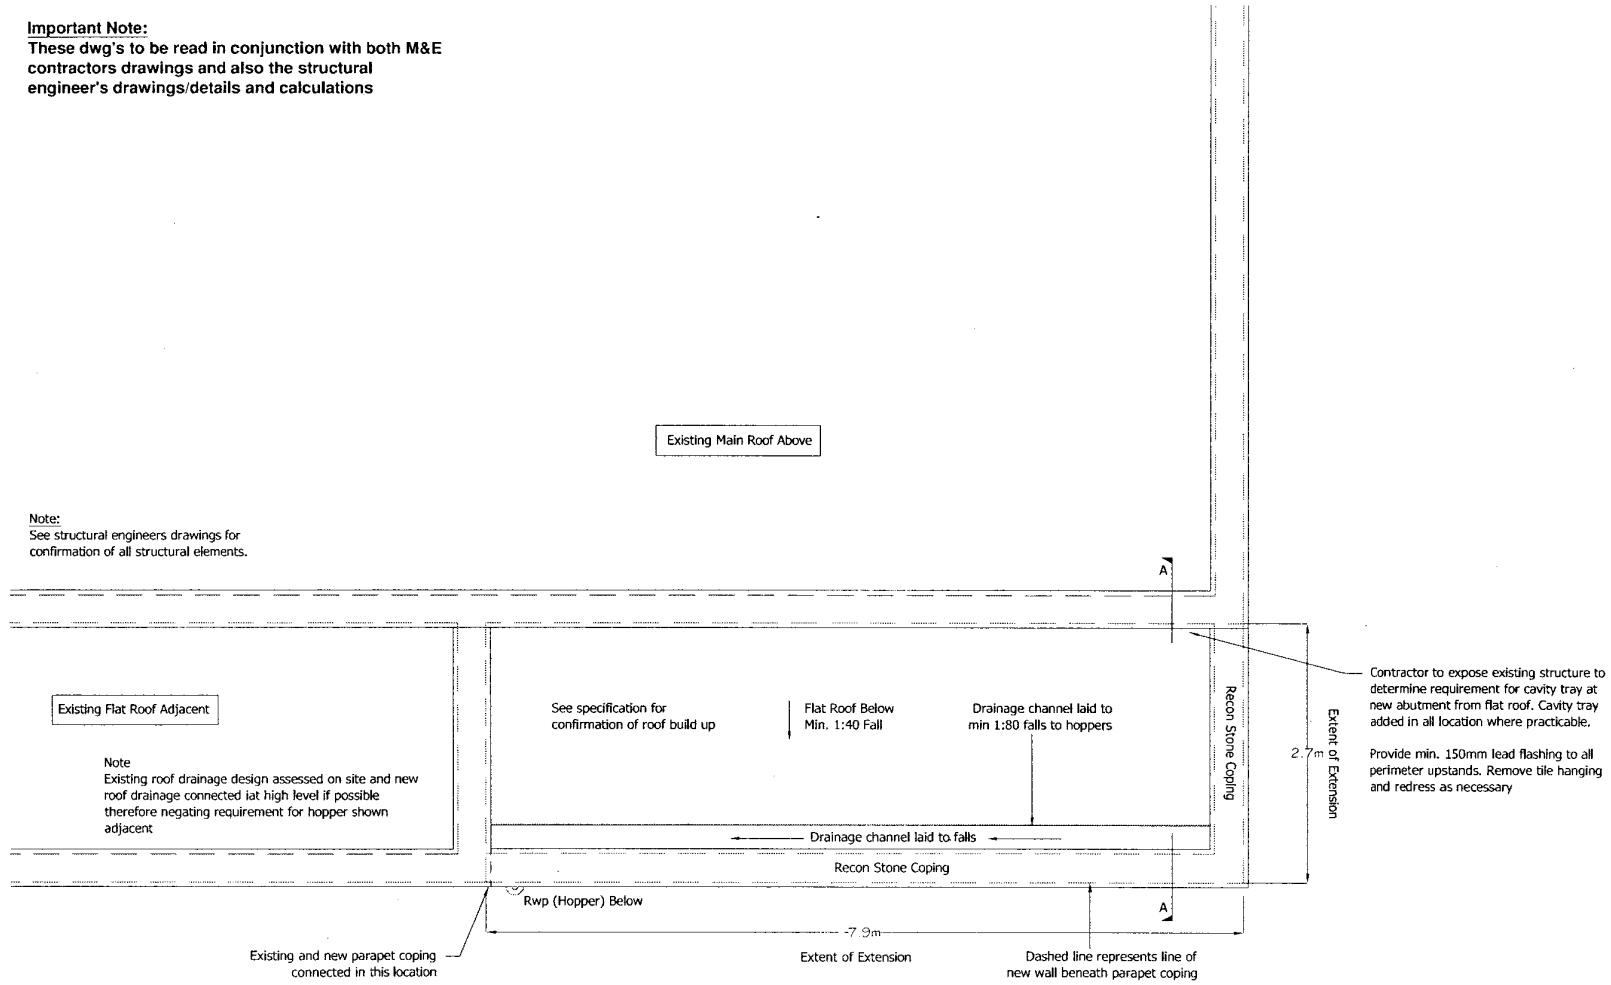 Important Note:
These dwg's to be read in conjunction with both M&E
contractors drawings and also the structural
engineer's drawings/details and calculations
Existing Main Roof Above
Note:
See structural engineers drawings for
confirmation of all structural elements.
A
Existing Flat Roof Adjacent
Note
Existing roof drainage design assessed on site and new
roof drainage connected iat high level if possible
therefore negating requirement for hopper shown
adjacent
See specification for
confirmation of roof build up
Flat Roof Below
Min. 1:40 Fall
Drainage channel laid to
min 1:80 falls to hoppers
Recon Stone Coping
2.7m
Extent of Extension
Contractor to expose existing structure to
determine requirement for cavity tray at
new abutment from flat roof. Cavity tray
added in all location where practicable.
Provide min. 150mm lead flashing to all
perimeter upstands. Remove tile hanging
and redress as necessary
Drainage channel laid to falls
Recon Stone Coping
Rwp (Hopper) Below
A
-7.9m
Extent of Extension
Existing and new parapet coping
connected in this location
Dashed line represents line of
new wall beneath parapet coping